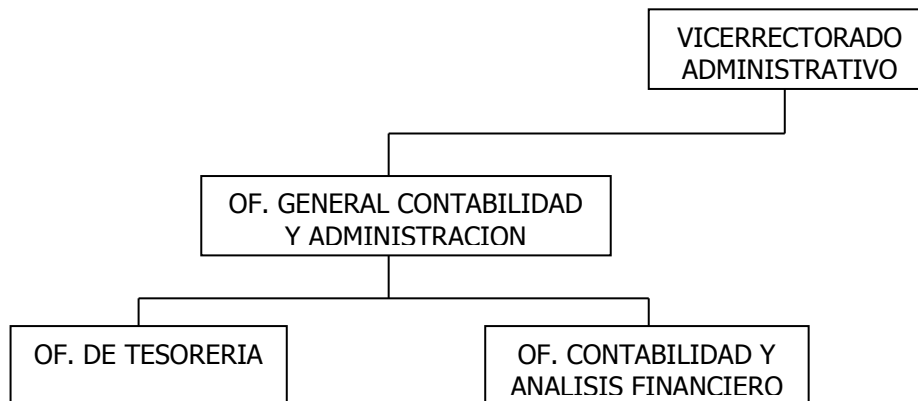 VICERRECTORADO
ADMINISTRATIVO
OF. GENERAL CONTABILIDAD
Y ADMINISTRACION
OF. DE TESORERIA
OF. CONTABILIDAD Y
ANALISIS FINANCIERO